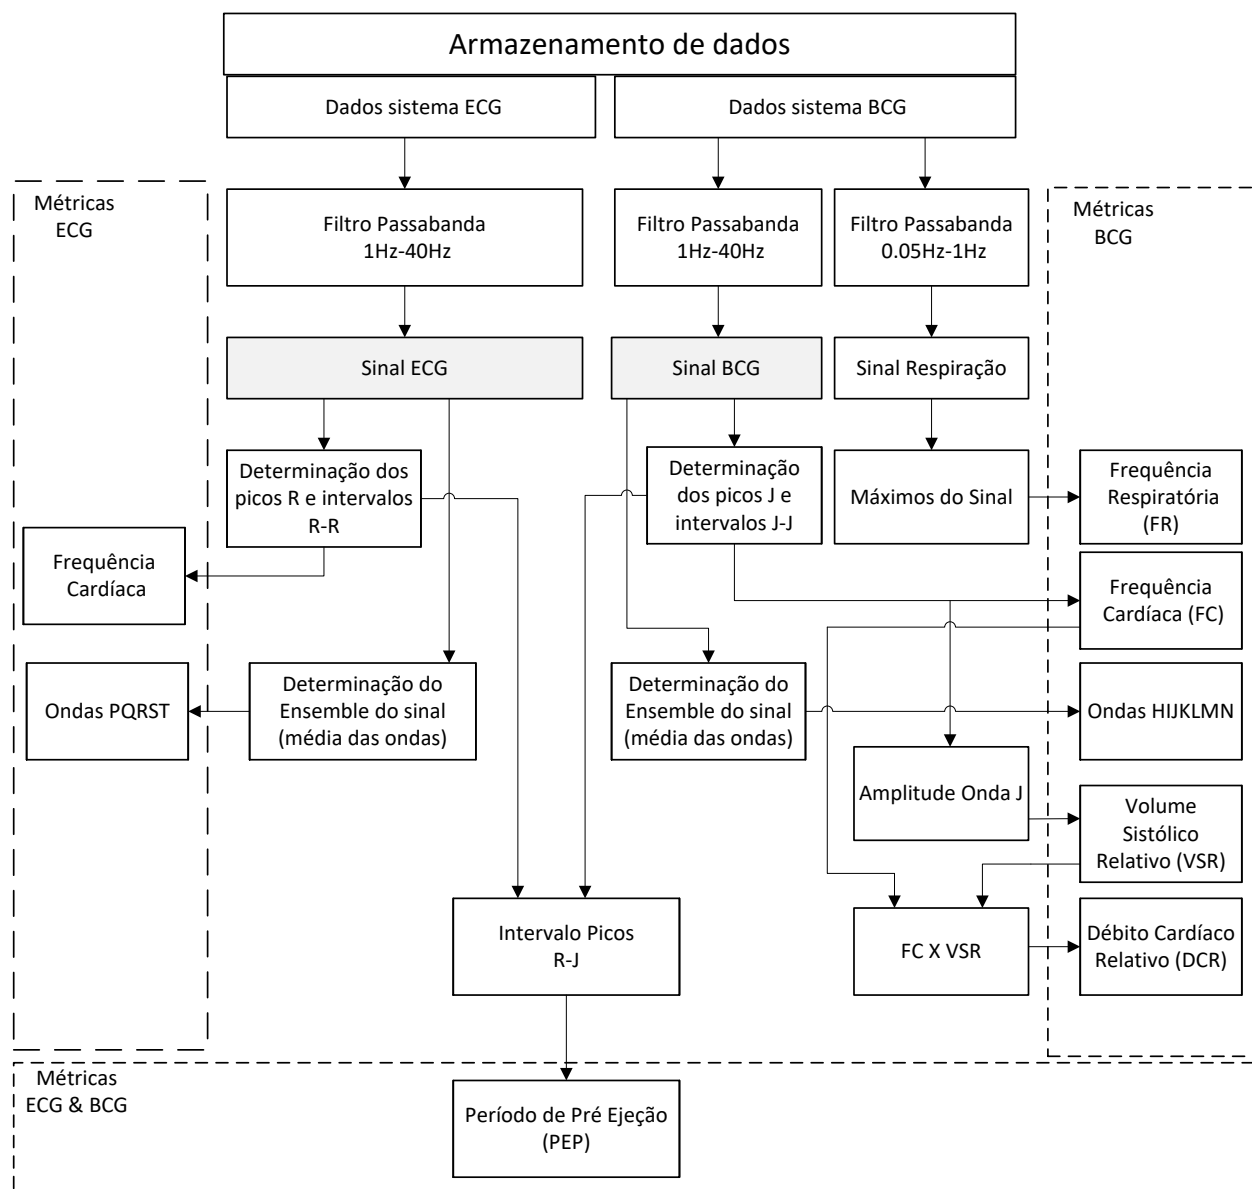 Armazenamento de dados
Dados sistema ECG
Dados sistema BCG
Métricas
ECG
Filtro Passabanda
1Hz-40Hz
Filtro Passabanda
1Hz-40Hz
Filtro Passabanda
0.05Hz-1Hz
Métricas
BCG
Sinal ECG
Sinal BCG
Sinal Respiração
Determinação dos
picos R e intervalos
R-R
Determinação
dos picos J e
intervalos J-J
Máximos do Sinal
Frequência
Respiratória
(FR)
Frequência
Cardíaca
Frequência
Cardíaca (FC)
Ondas PQRST
Determinação do
Ensemble do sinal
(média das ondas)
Determinação do
Ensemble do sinal
(média das ondas)
Ondas HIJKLMN
Amplitude Onda J
Volume
Sistólico
Relativo (VSR)
Intervalo Picos
R-J
FC X VSR
Débito Cardíaco
Relativo (DCR)
Métricas
ECG & BCG
Período de Pré Ejeção
(PEP)